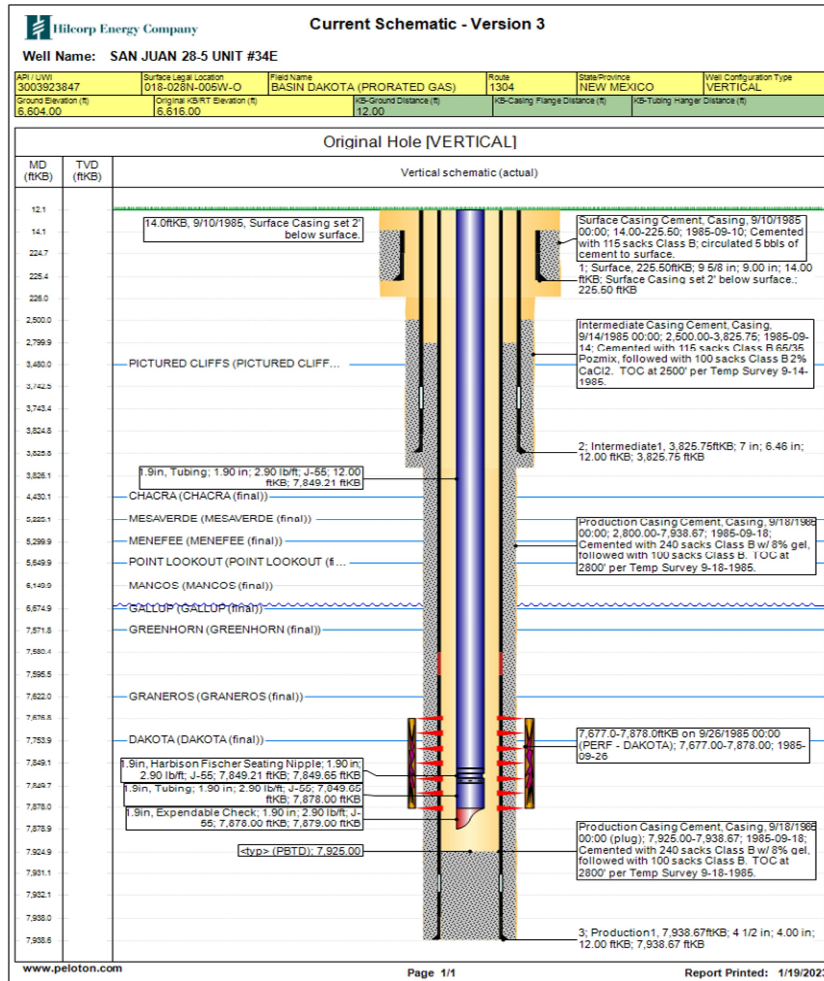 Hilcorp Energy Company
Current Schematic - Version 3
Well Name: SAN JUAN 28-5 UNIT #34E
API / UWI
3003923847
Surface Legal Location
018-028N-005W-O
Field Name
BASIN DAKOTA (PRORATED GAS)
Route
1304
State/Province
NEW MEXICO
Well Configuration Type
VERTICAL
Ground Elevation (ft)
6,604.00
Original KB/RT Elevation (ft)
6,616.00
KB-Ground Distance (ft)
12.00
KB-Casing Flange Distance (ft)
KB-Tubing Hanger Distance (ft)
Original Hole [VERTICAL]
MD
(ftKB)
TVD
(ftKB)
Vertical schematic (actual)
12.1
14.1
224.7
225.4
226.0
2,500.0
2,799.9
3,480.0
3,742.5
3,743.4
3,824.8
3,825.8
3,826.1
4,430.1
5,225.1
5,299.9
5,649.9
6,149.9
6,674.9
7,571.8
7,580.4
7,595.5
7,622.0
7,676.8
7,753.9
7,849.1
7,849.7
7,878.0
7,878.9
7,924.9
7,931.1
7,932.1
7,938.0
7,938.6
14.0ftKB, 9/10/1985, Surface Casing set 2'
below surface.
Surface Casing Cement, Casing, 9/10/1985
00:00; 14.00-225.50; 1985-09-10; Cemented
with 115 sacks Class B; circulated 5 bbls of
cement to surface.
1; Surface, 225.50ftKB; 9 5/8 in; 9.00 in; 14.00
ftKB; Surface Casing set 2' below surface.;
225.50 ftKB
Intermediate Casing Cement, Casing,
9/14/1985 00:00; 2,500.00-3,825.75; 1985-09-
14; Cemented with 115 sacks Class B 65/35
Pozmix, followed with 100 sacks Class B 2%
CaCl2. TOC at 2500' per Temp Survey 9-14-
1985.
PICTURED CLIFFS (PICTURED CLIFF...
2; Intermediate1, 3,825.75ftKB; 7 in; 6.46 in;
12.00 ftKB; 3,825.75 ftKB
1.9in, Tubing; 1.90 in; 2.90 lb/ft; J-55; 12.00
ftKB; 7,849.21 ftKB
CHACRA (CHACRA (final))
MESAVERDE (MESAVERDE (final))
MENEFEE (MENEFEE (final))
POINT LOOKOUT (POINT LOOKOUT (fi...
MANCOS (MANCOS (final))
GALLUP (GALLUP (final))
GREENHORN (GREENHORN (final))
Production Casing Cement, Casing, 9/18/1985
00:00; 2,800.00-7,938.67; 1985-09-18;
Cemented with 240 sacks Class B w/ 8% gel,
followed with 100 sacks Class B. TOC at
2800' per Temp Survey 9-18-1985.
GRANEROS (GRANEROS (final))
DAKOTA (DAKOTA (final))
7,677.0-7,878.0ftKB on 9/26/1985 00:00
(PERF - DAKOTA); 7,677.00-7,878.00; 1985-
09-26
1.9in, Harbison Fischer Seating Nipple; 1.90 in;
2.90 lb/ft; J-55; 7,849.21 ftKB; 7,849.65 ftKB
1.9in, Tubing; 1.90 in; 2.90 lb/ft; J-55; 7,849.65
ftKB; 7,878.00 ftKB
1.9in, Expendable Check; 1.90 in; 2.90 lb/ft; J-
55; 7,878.00 ftKB; 7,879.00 ftKB
<typ> (PBTD); 7,925.00
Production Casing Cement, Casing, 9/18/1985
00:00 (plug); 7,925.00-7,938.67; 1985-09-18;
Cemented with 240 sacks Class B w/ 8% gel,
followed with 100 sacks Class B. TOC at
2800' per Temp Survey 9-18-1985.
3; Production1, 7,938.67ftKB; 4 1/2 in; 4.00 in;
12.00 ftKB; 7,938.67 ftKB
www.peloton.com
Page 1/1
Report Printed: 1/19/2023